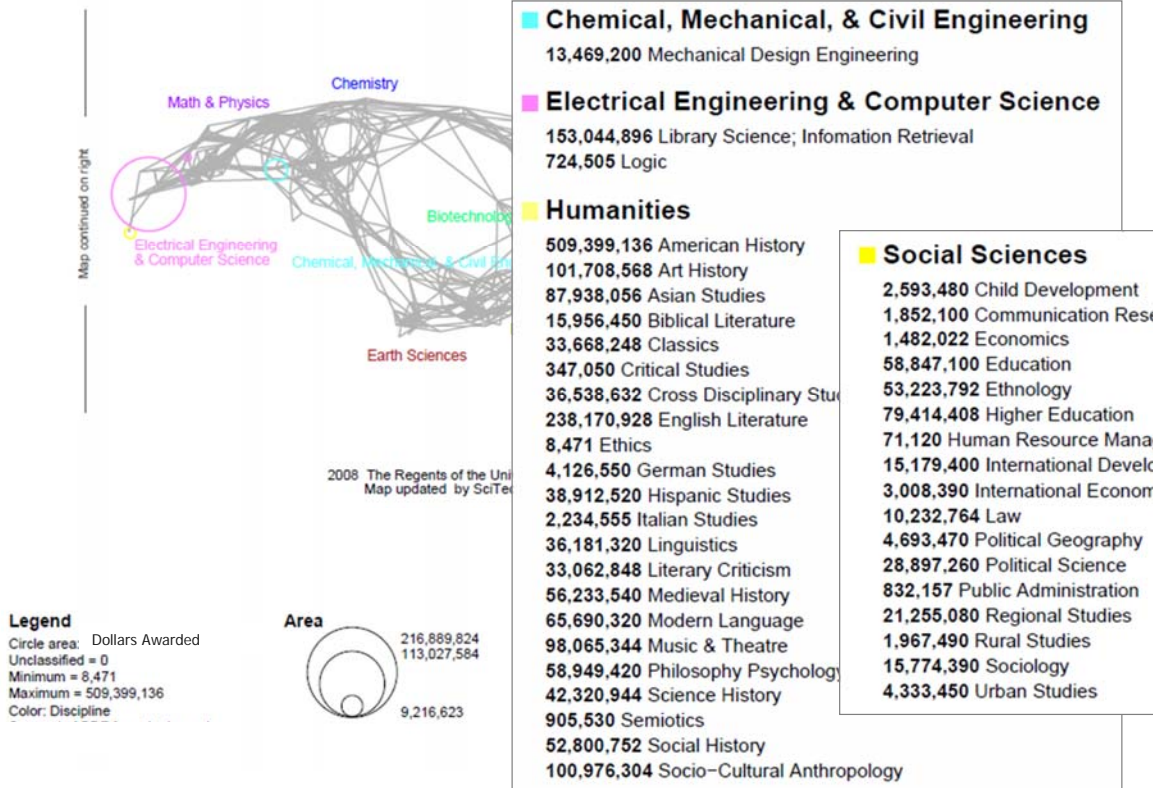 Map continued on right
Math & Physics
Chemistry
Electrical Engineering
& Computer Science
Chemical, Mechanical, & Civil
Earth Sciences
2008 The Regents of the
Map updated by
Legend
Circle area: Dollars Awarded
Unclassified = 0
Minimum = 8,471
Maximum = 509,399,136
Color: Discipline
Area
216,889,824
113,027,584
9,216,623
Chemical, Mechanical, & Civil Engineering
13,469,200 Mechanical Design Engineering
Electrical Engineering & Computer Science
153,044,896 Library Science; Infomation Retrieval
724,505 Logic
Humanities
509,399,136 American History
101,708,568 Art History
87,938,056 Asian Studies
15,956,450 Biblical Literature
33,668,248 Classics
347,050 Critical Studies
36,538,632 Cross Disciplinary
238,170,928 English Literature
8,471 Ethics
4,126,550 German Studies
38,912,520 Hispanic Studies
2,234,555 Italian Studies
36,181,320 Linguistics
33,062,848 Literary Criticism
56,233,540 Medieval History
65,690,320 Modern Language
98,065,344 Music & Theatre
58,949,420 Philosophy Psychology
42,320,944 Science History
905,530 Semiotics
52,800,752 Social History
100,976,304 Socio-Cultural Anthropology
Social Sciences
2,593,480 Child Development
1,852,100 Communication
1,482,022 Economics
58,847,100 Education
53,223,792 Ethnology
79,414,408 Higher Education
71,120 Human Resource
15,179,400 International
3,008,390 International
10,232,764 Law
4,693,470 Political Geography
28,897,260 Political Science
832,157 Public Administration
21,255,080 Regional Studies
1,967,490 Rural Studies
15,774,390 Sociology
4,333,450 Urban Studies